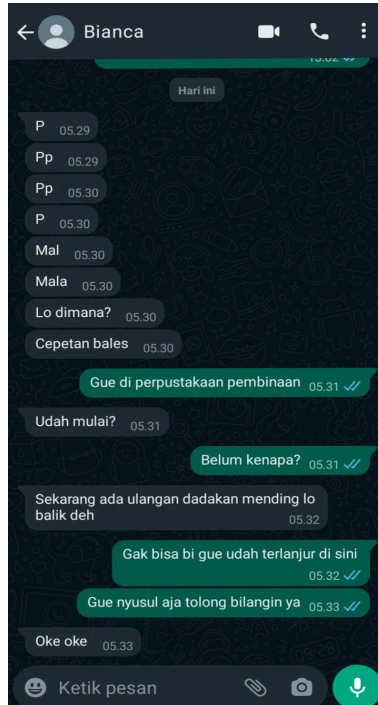 Bianca
Hari ini
P 05.29
Pp 05.29
Pp 05.30
P 05.30
Mal 05.30
Mala 05.30
Lo dimana? 05.30
Cepetan bales 05.30
Gue di perpustakaan pembinaan 05.31
Udah mulai? 05.31
Belum kenapa? 05.31
Sekarang ada ulangan dadakan mending lo
balik deh 05.32
Gak bisa bi gue udah terlanjur di sini
05.32
Gue nyusul aja tolong bilangin ya 05.33
Oke oke 05.33
Ketik pesan